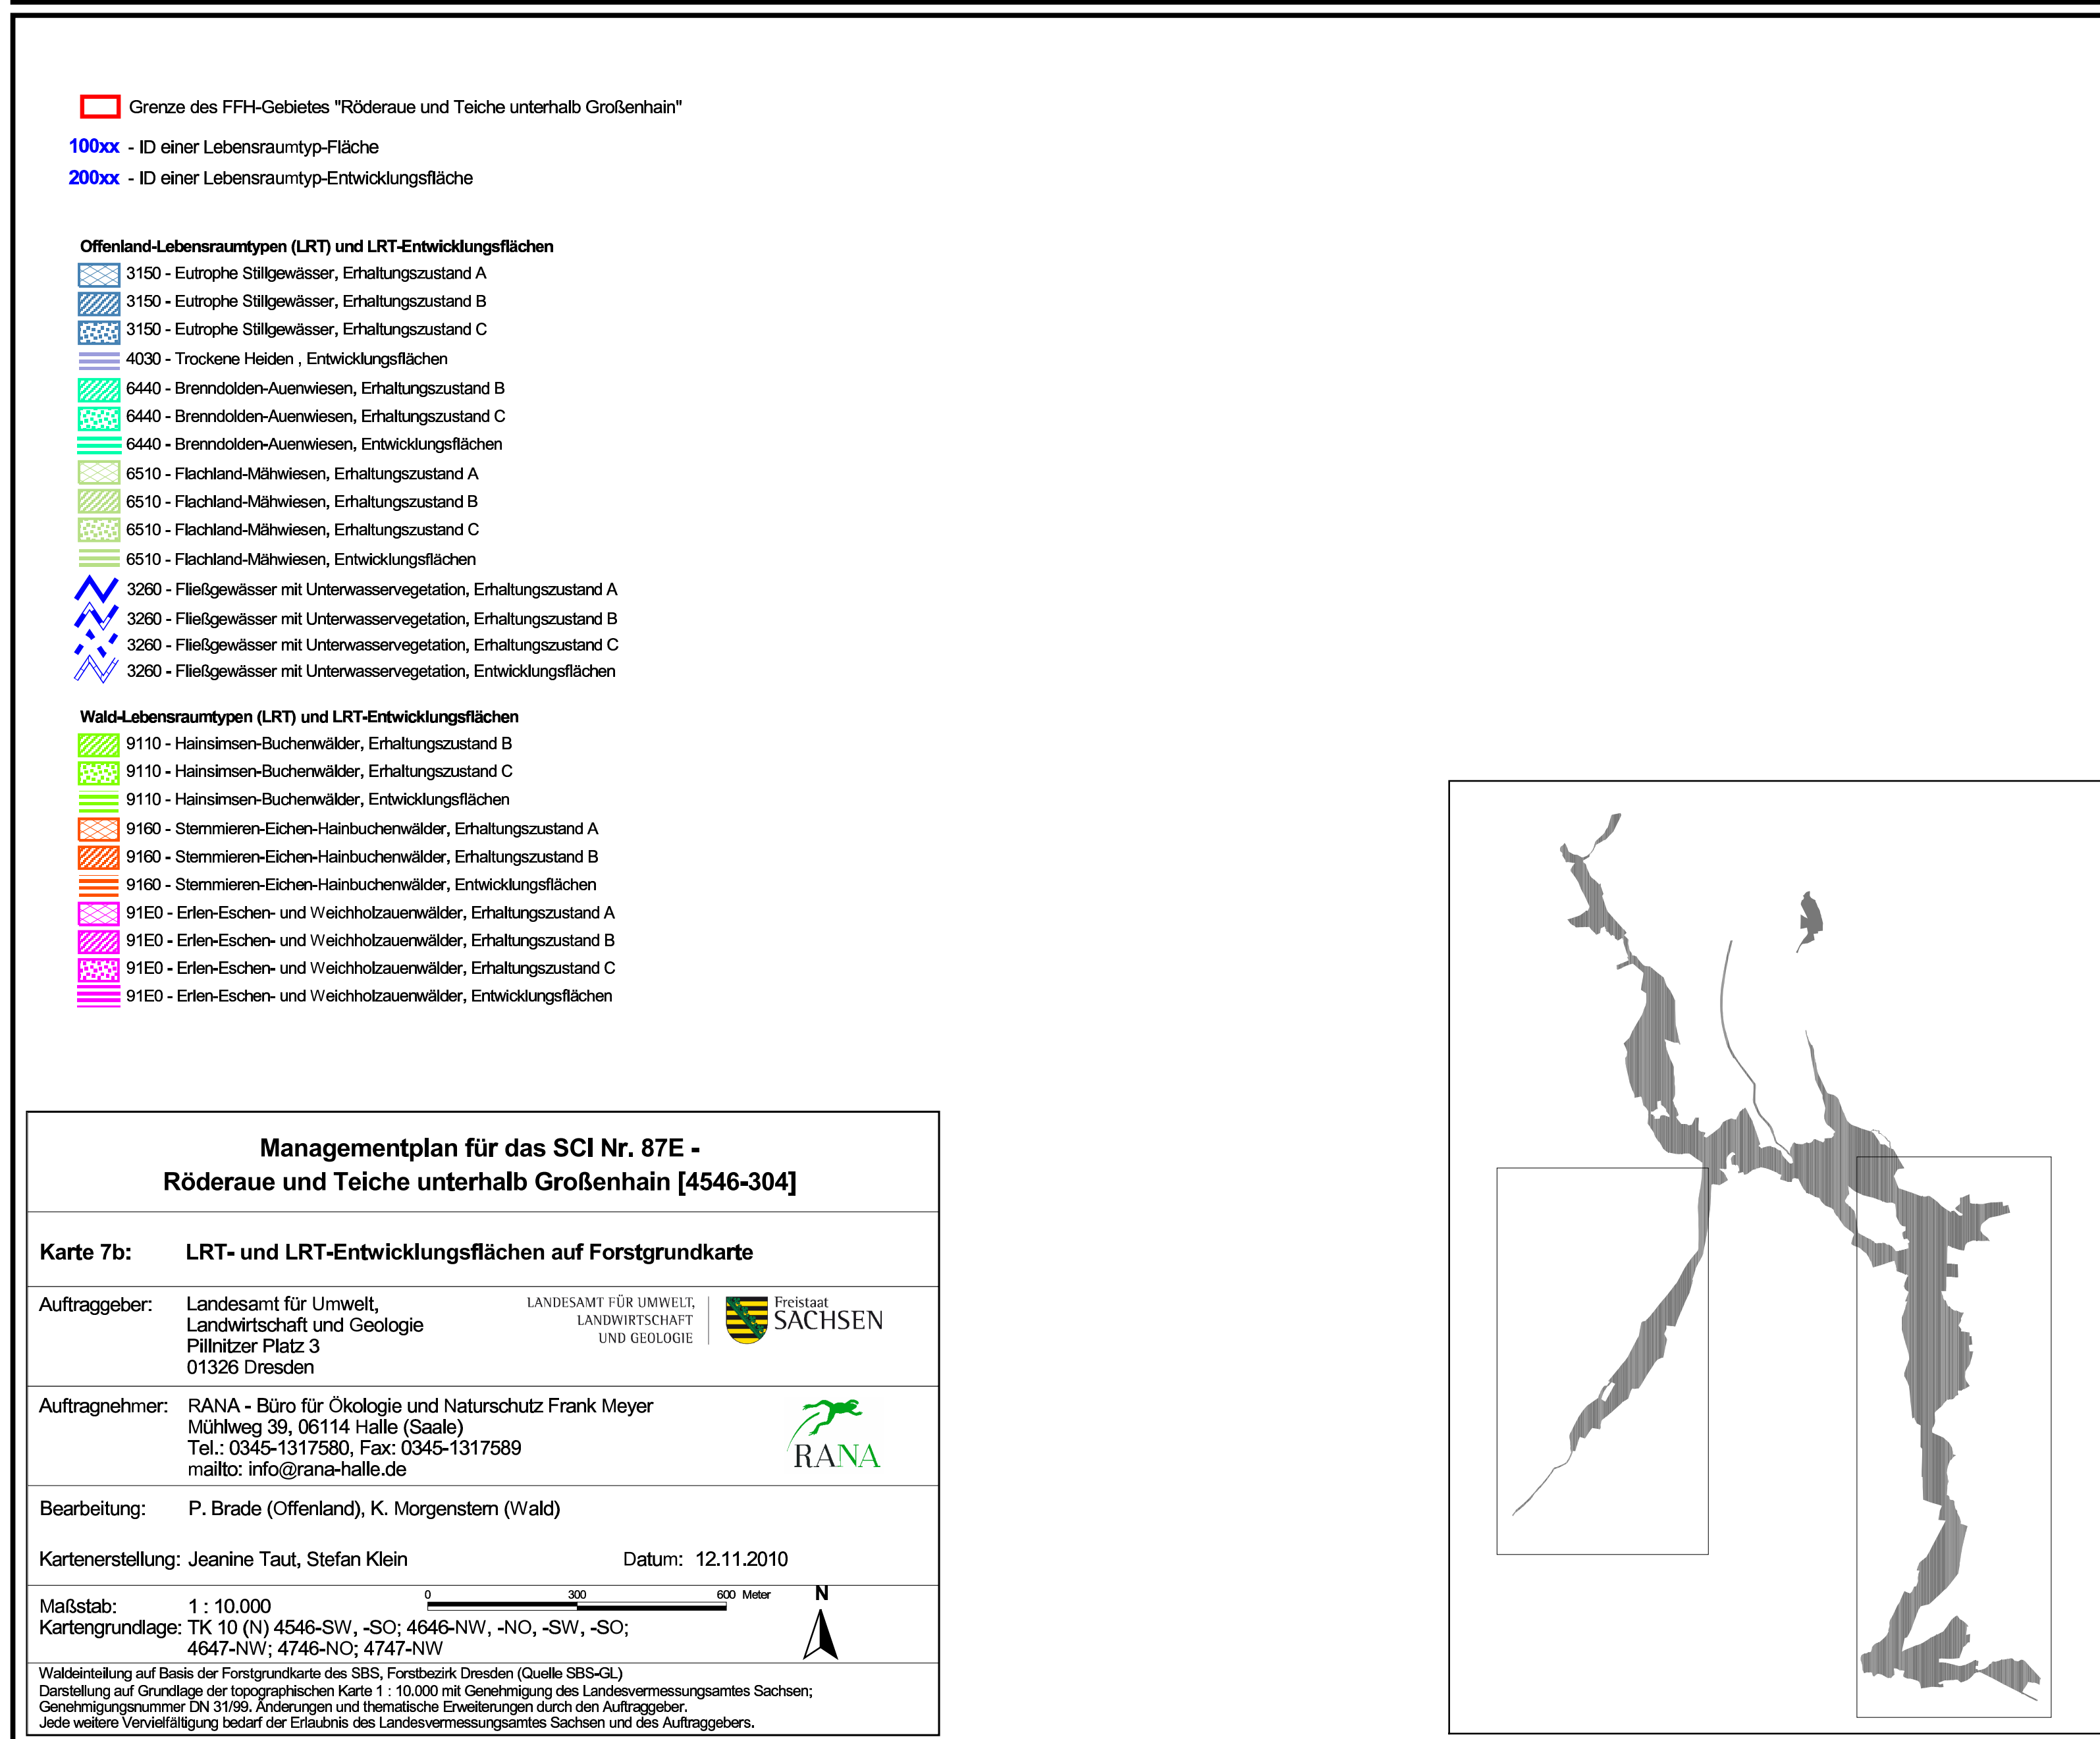 Grenze des FFH-Gebietes "Röderaue und Teiche unterhalb Großenhain"
100xx - ID einer Lebensraumtyp-Fläche
200xx - ID einer Lebensraumtyp-Entwicklungsfläche
Offenland-Lebensraumtypen (LRT) und LRT-Entwicklungsflächen
3150 - Eutrophe Stillgewässer, Erhaltungszustand A
3150 - Eutrophe Stillgewässer, Erhaltungszustand B
3150 - Eutrophe Stillgewässer, Erhaltungszustand C
4030 - Trockene Heiden , Entwicklungsflächen
6440 - Brenndolden-Auenwiesen, Erhaltungszustand B
6440 - Brenndolden-Auenwiesen, Erhaltungszustand C
6440 - Brenndolden-Auenwiesen, Entwicklungsflächen
6510 - Flachland-Mähwiesen, Erhaltungszustand A
6510 - Flachland-Mähwiesen, Erhaltungszustand B
6510 - Flachland-Mähwiesen, Erhaltungszustand C
6510 - Flachland-Mähwiesen, Entwicklungsflächen
3260 - Fließgewässer mit Unterwasservegetation, Erhaltungszustand A
3260 - Fließgewässer mit Unterwasservegetation, Erhaltungszustand B
3260 - Fließgewässer mit Unterwasservegetation, Erhaltungszustand C
3260 - Fließgewässer mit Unterwasservegetation, Entwicklungsflächen
Wald-Lebensraumtypen (LRT) und LRT-Entwicklungsflächen
9110 - Hainsimsen-Buchenwälder, Erhaltungszustand B
9110 - Hainsimsen-Buchenwälder, Erhaltungszustand C
9110 - Hainsimsen-Buchenwälder, Entwicklungsflächen
9160 - Sternmieren-Eichen-Hainbuchenwälder, Erhaltungszustand A
9160 - Sternmieren-Eichen-Hainbuchenwälder, Erhaltungszustand B
9160 - Sternmieren-Eichen-Hainbuchenwälder, Entwicklungsflächen
91E0 - Erlen-Eschen- und Weichholzauenwälder, Erhaltungszustand A
91E0 - Erlen-Eschen- und Weichholzauenwälder, Erhaltungszustand B
91E0 - Erlen-Eschen- und Weichholzauenwälder, Erhaltungszustand C
91E0 - Erlen-Eschen- und Weichholzauenwälder, Entwicklungsflächen
Managementplan für das SCI Nr. 87E -
Röderaue und Teiche unterhalb Großenhain [4546-304]
Karte 7b: LRT- und LRT-Entwicklungsflächen auf Forstgrundkarte
Auftraggeber: Landesamt für Umwelt,
Landwirtschaft und Geologie
Pillnitzer Platz 3
01326 Dresden
LANDESAMT FÜR UMWELT,
LANDWIRTSCHAFT
UND GEOLOGIE
Freistaat
SACHSEN
Auftragnehmer: RANA - Büro für Ökologie und Naturschutz Frank Meyer
Mühlweg 39, 06114 Halle (Saale)
Tel.: 0345-1317580, Fax: 0345-1317589
mailto: info@rana-halle.de
RANA
Bearbeitung: P. Brade (Offenland), K. Morgenstern (Wald)
Kartenerstellung: Jeanine Taut, Stefan Klein Datum: 12.11.2010
Maßstab: 1 : 10.000
0 300 600 Meter
N
Kartengrundlage: TK 10 (N) 4546-SW, -SO; 4646-NW, -NO, -SW, -SO;
4647-NW; 4746-NO; 4747-NW
Waldeinteilung auf Basis der Forstgrundkarte des SBS, Forstbezirk Dresden (Quelle SBS-GL)
Darstellung auf Grundlage der topographischen Karte 1 : 10.000 mit Genehmigung des Landesvermessungsamtes Sachsen;
Genehmigungsnummer DN 31/99. Änderungen und thematische Erweiterungen durch den Auftraggeber.
Jede weitere Vervielfältigung bedarf der Erlaubnis des Landesvermessungsamtes Sachsen und des Auftraggebers.